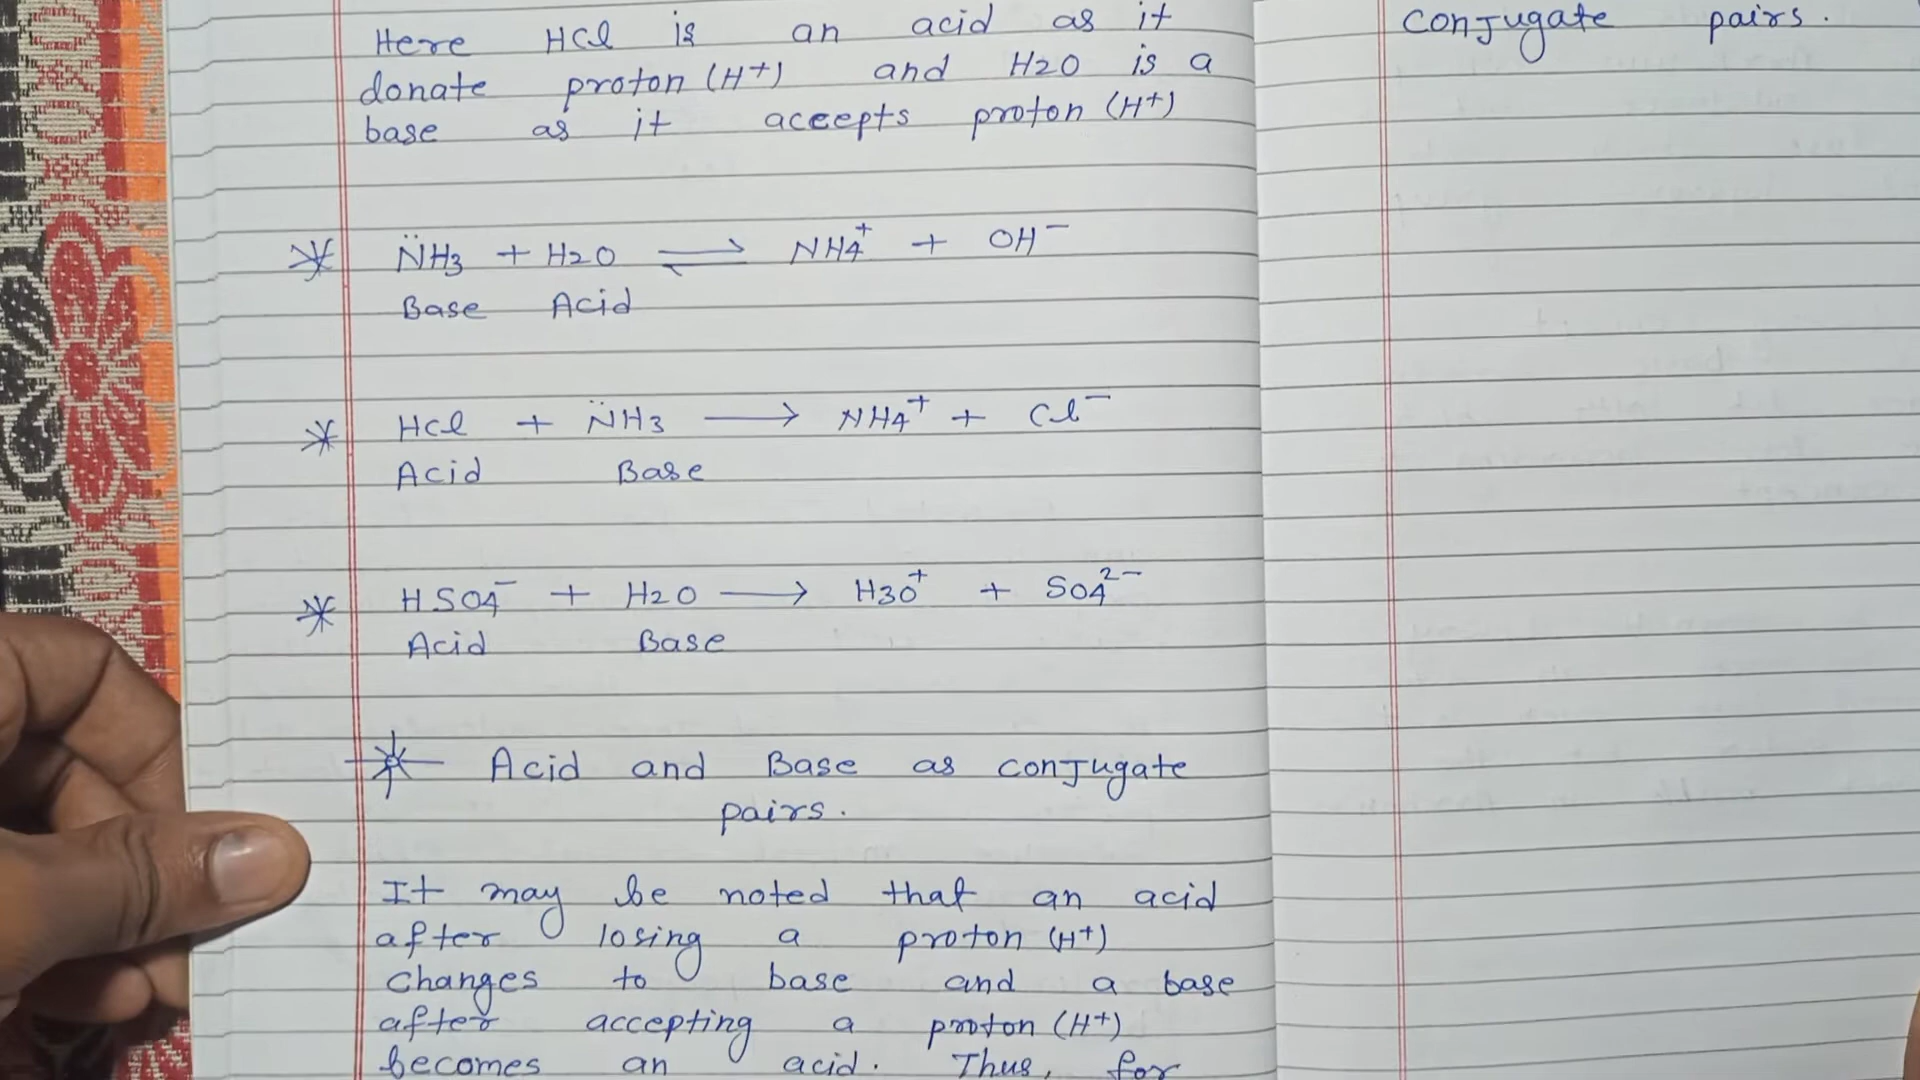 Here HCl is an acid as it
donate proton (H+) and H2O is a
base as it accepts proton (H+)
N̈H3 + H2O ⇌ NH4+ + OH−
Base Acid
HCl + N̈H3 ⟶ NH4+ + Cl−
Acid Base
HSO4− + H2O ⟶ H3O+ + SO4 2−
Acid Base
Acid and Base as conjugate
pairs.
It may be noted that an acid
after losing a proton (H+)
changes to base and a base
after accepting a proton (H+)
becomes an acid. Thus, for
conjugate pairs.